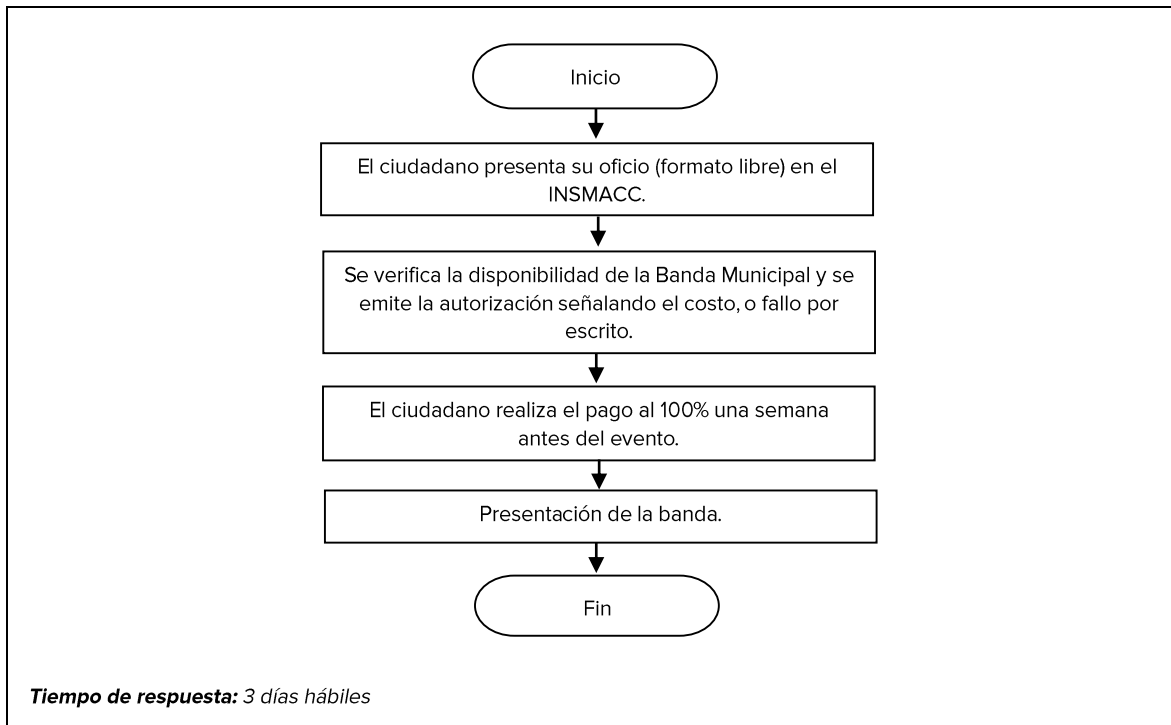 Inicio
El ciudadano presenta su oficio (formato libre) en el
INSMACC.
Se verifica la disponibilidad de la Banda Municipal y se
emite la autorización señalando el costo, o fallo por
escrito.
El ciudadano realiza el pago al 100% una semana
antes del evento.
Presentación de la banda.
Fin
Tiempo de respuesta: 3 días hábiles